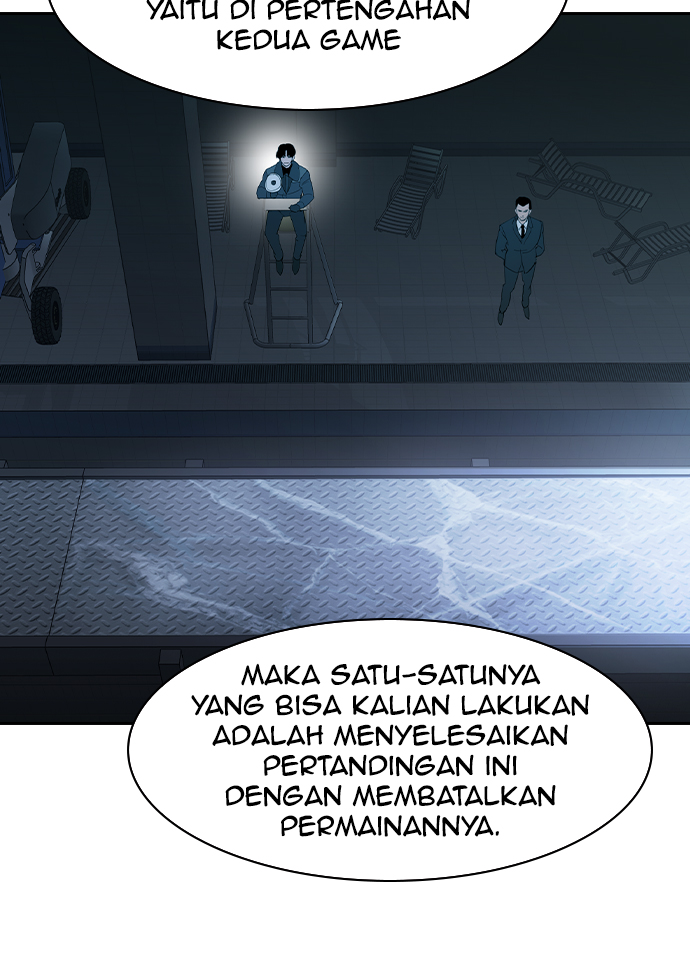 YAITU DI PERTENGAHAN
KEDUA GAME
MAKA SATU-SATUNYA
YANG BISA KALIAN LAKUKAN
ADALAH MENYELESAIKAN
PERTANDINGAN INI
DENGAN MEMBATALKAN
PERMAINANNYA.